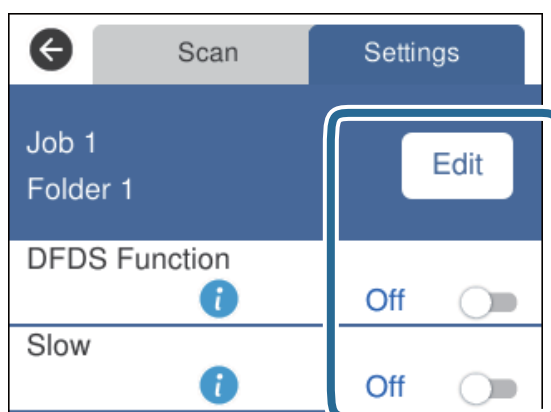 Scan
Settings
Job 1
Folder 1
Edit
DFDS Function
i
Off
Slow
i
Off